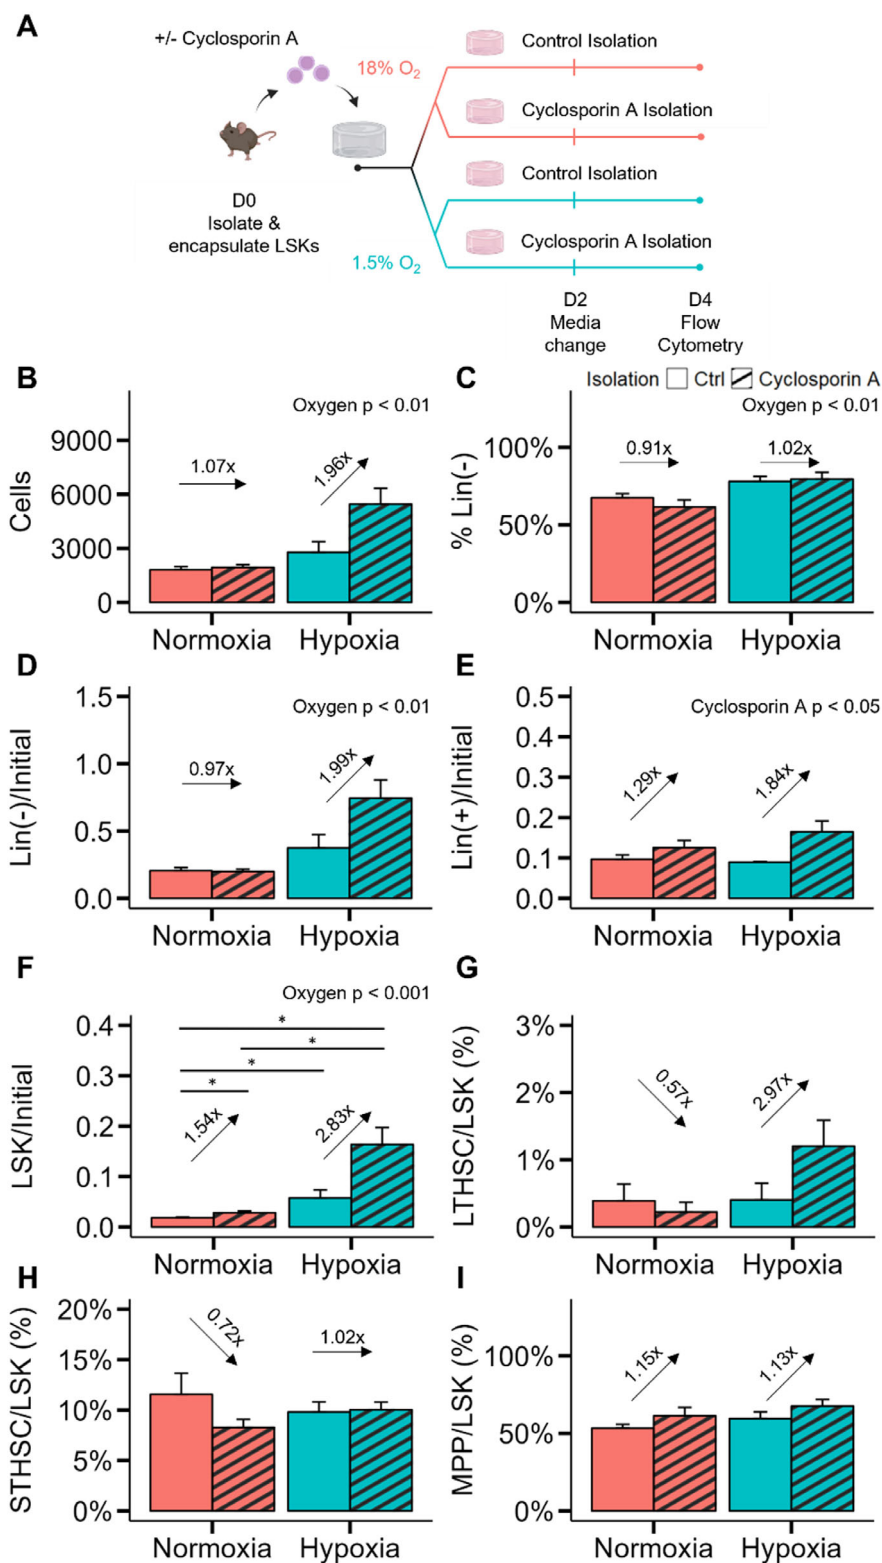 A
+/- Cyclosporin A
18% O2
Control Isolation
Cyclosporin A Isolation
Control Isolation
Cyclosporin A Isolation
1.5% O2
D0
Isolate &
encapsulate LSKs
D2
Media
change
D4
Flow
Cytometry
Isolation Ctrl Cyclosporin A
B
Oxygen p < 0.01
Cells
9000
6000
3000
0
1.07x
1.96x
Normoxia
Hypoxia
C
Oxygen p < 0.01
% Lin(-)
100%
50%
0%
0.91x
1.02x
Normoxia
Hypoxia
D
Oxygen p < 0.01
Lin(-)/Initial
1.5
1.0
0.5
0.0
0.97x
1.99x
Normoxia
Hypoxia
E
Cyclosporin A p < 0.05
Lin(+)/Initial
0.5
0.4
0.3
0.2
0.1
0.0
1.29x
1.84x
Normoxia
Hypoxia
F
Oxygen p < 0.001
LSK/Initial
0.4
0.3
0.2
0.1
0.0
*
*
*
*
1.54x
2.83x
Normoxia
Hypoxia
G
LTHSC/LSK (%)
3%
2%
1%
0%
0.57x
2.97x
Normoxia
Hypoxia
H
STHSC/LSK (%)
20%
15%
10%
5%
0%
0.72x
1.02x
Normoxia
Hypoxia
I
MPP/LSK (%)
100%
50%
0%
1.15x
1.13x
Normoxia
Hypoxia